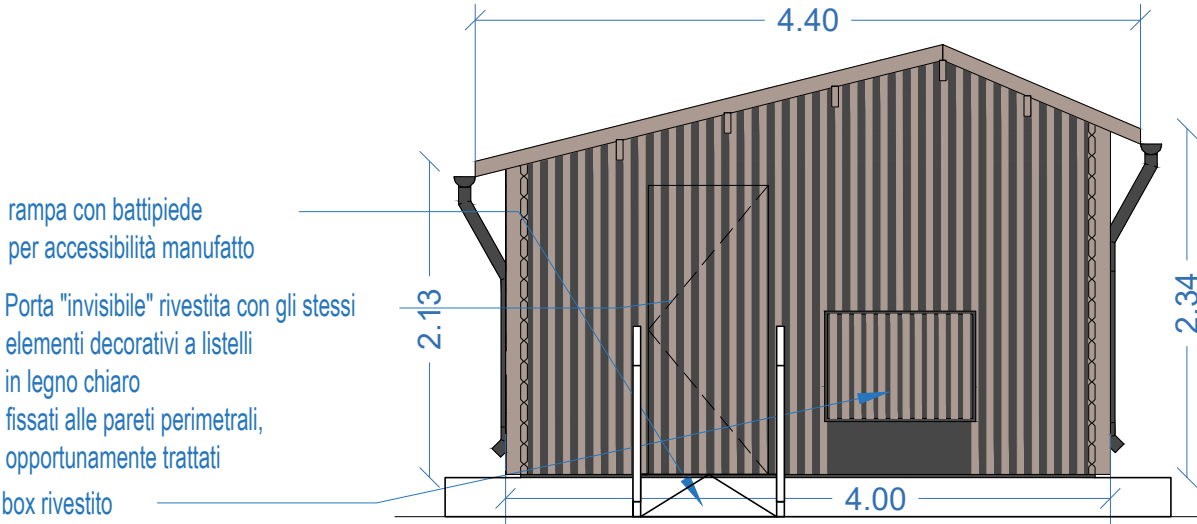 4.40
rampa con battipiede
per accessibilità manufatto
Porta "invisibile" rivestita con gli stessi
elementi decorativi a listelli
in legno chiaro
fissati alle pareti perimetrali,
opportunamente trattati
box rivestito
2.13
2.34
4.00